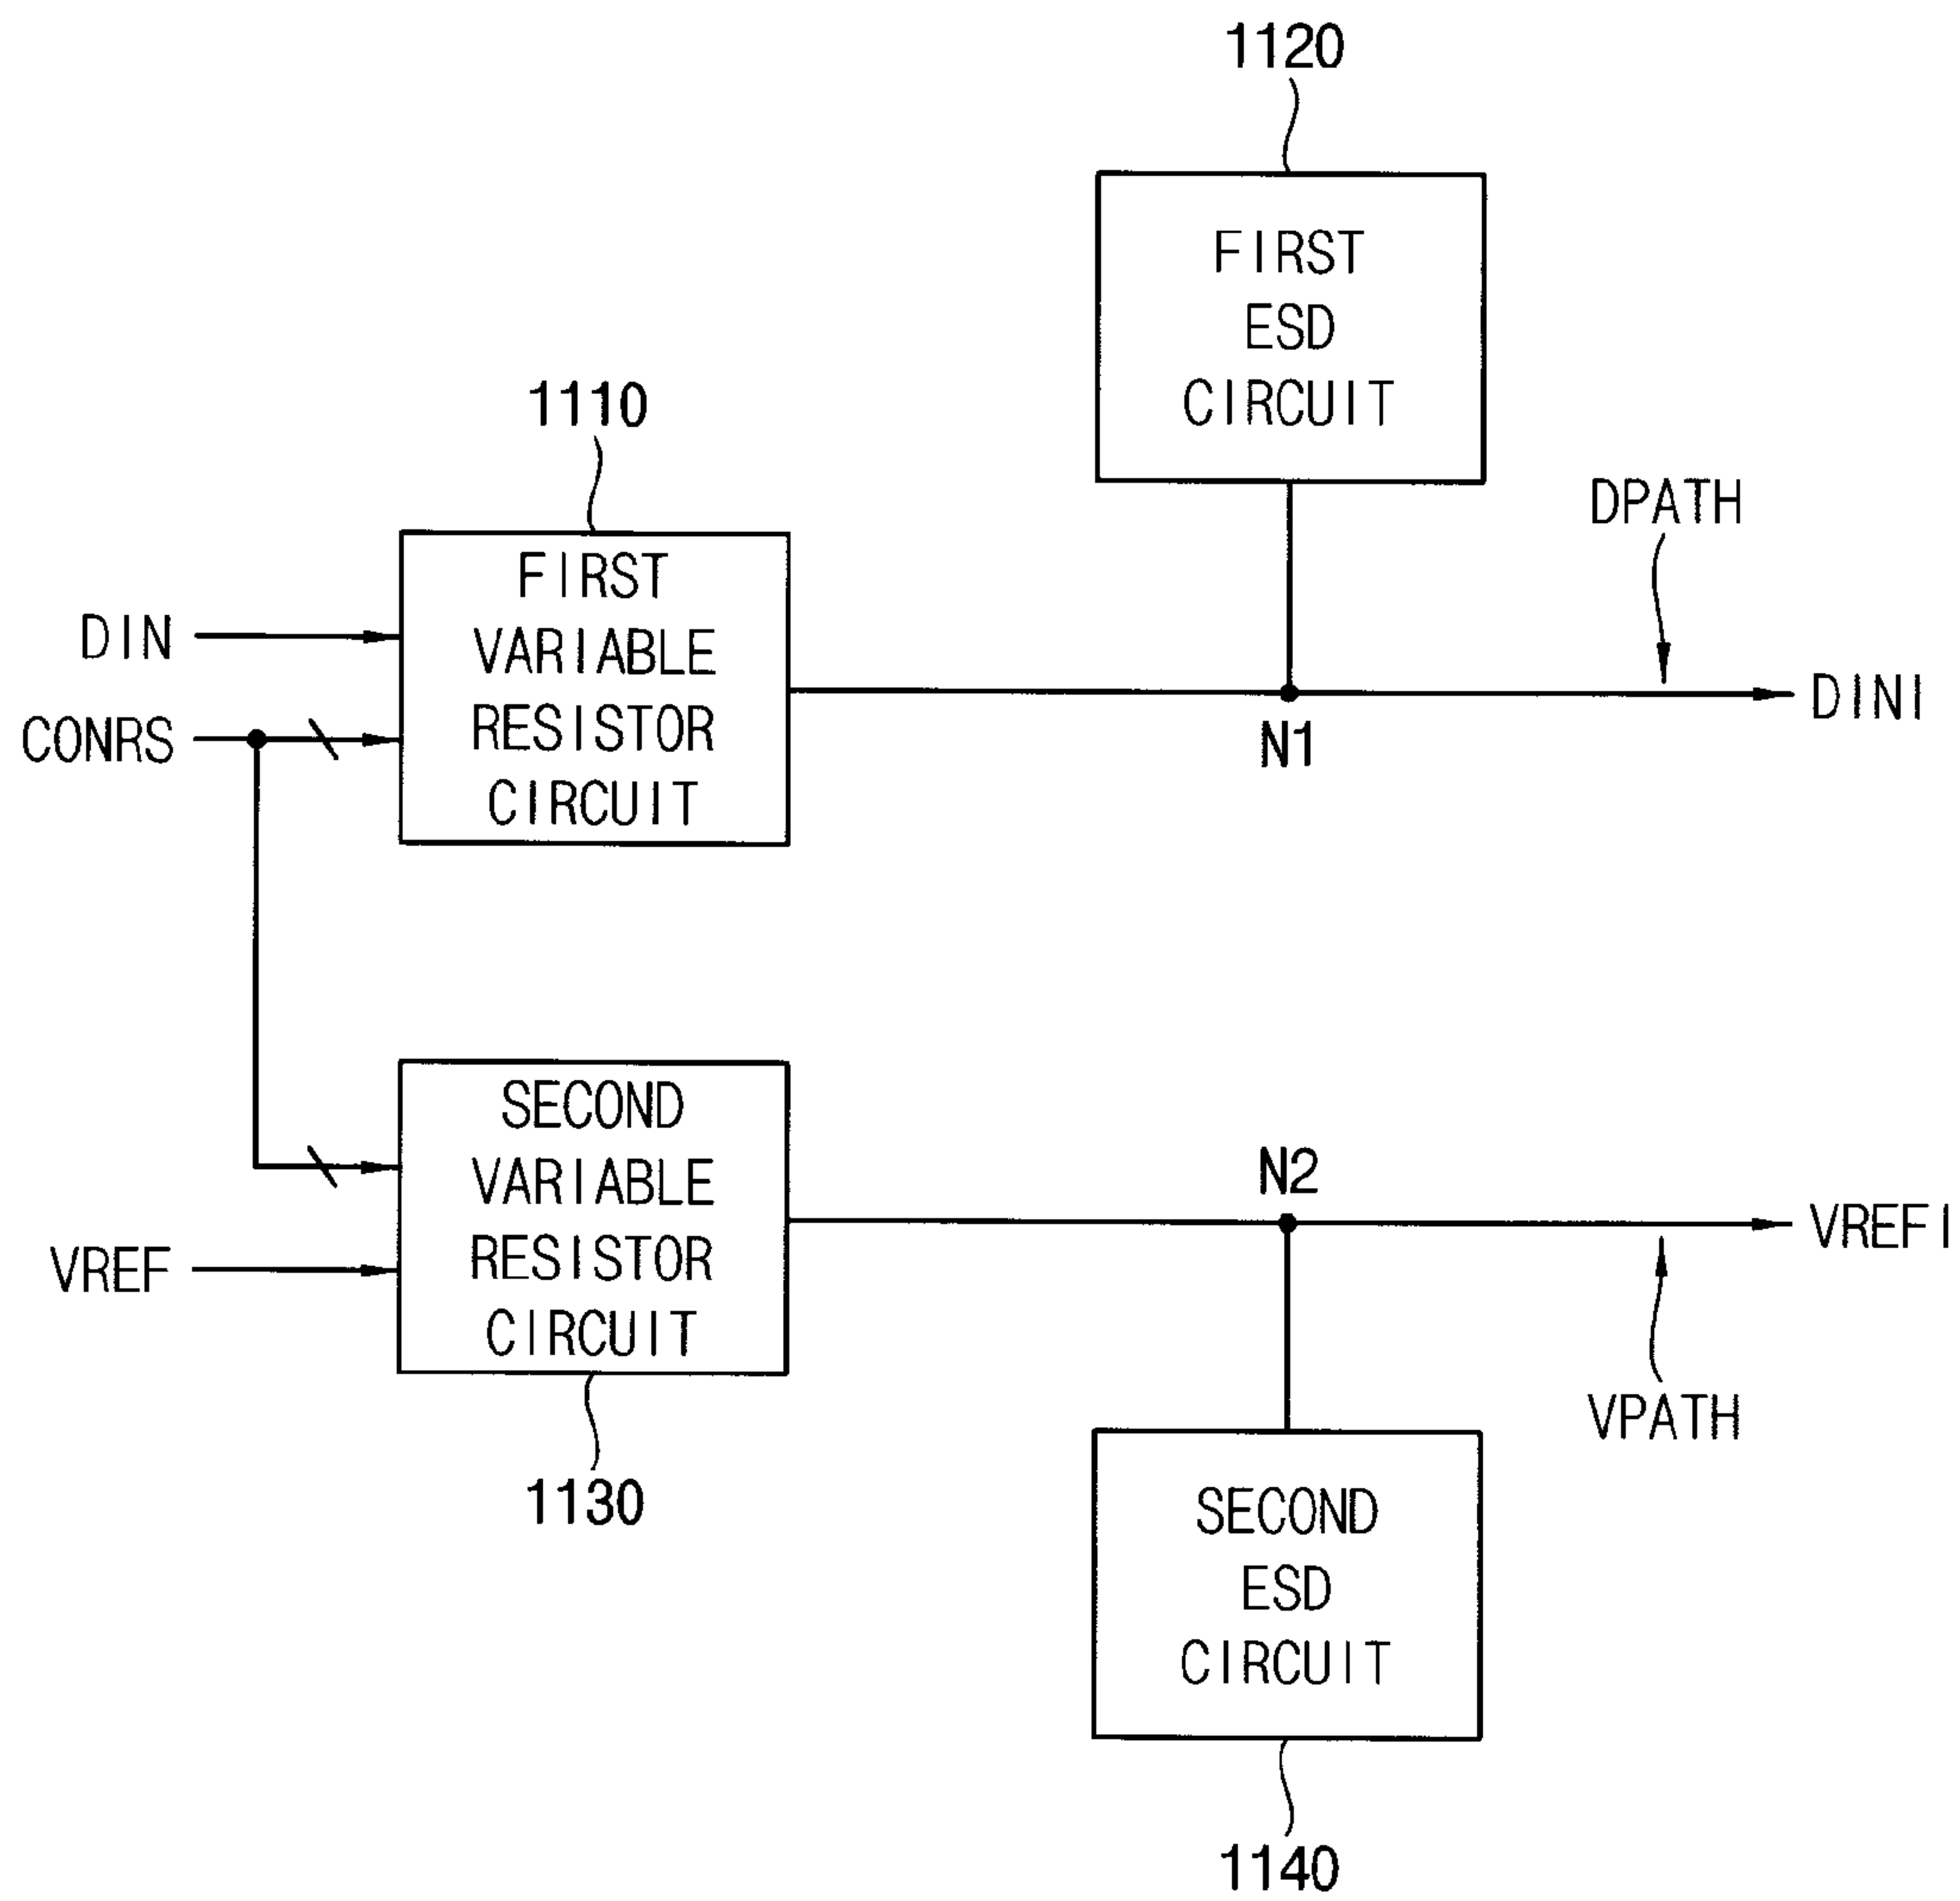 1120
FIRST
ESD
CIRCUIT
1110
DPATH
FIRST
VARIABLE
RESISTOR
CIRCUIT
DIN
CONRS
DINI
N1
SECOND
VARIABLE
RESISTOR
CIRCUIT
N2
VREF
VREFI
VPATH
1130
SECOND
ESD
CIRCUIT
1140